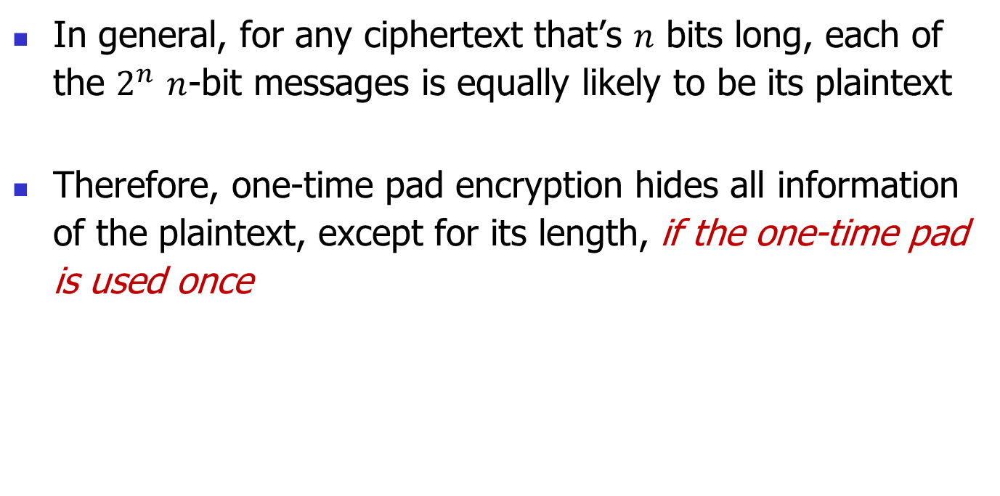 In general, for any ciphertext that’s n bits long, each of
the 2ⁿ n-bit messages is equally likely to be its plaintext
Therefore, one-time pad encryption hides all information
of the plaintext, except for its length, if the one-time pad
is used once